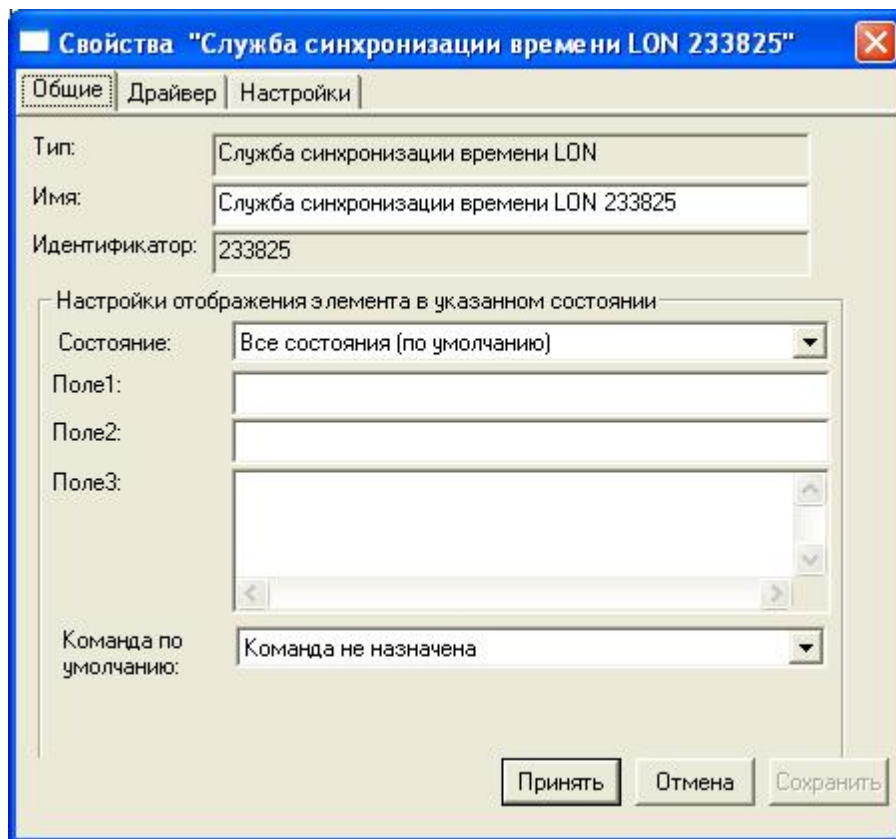 Свойства "Служба синхронизации времени LON 233825"
Общие Драйвер Настройки
Тип: Служба синхронизации времени LON
Имя: Служба синхронизации времени LON 233825
Идентификатор: 233825
Настройки отображения элемента в указанном состоянии
Состояние: Все состояния (по умолчанию)
Поле1:
Поле2:
Поле3:
Команда по умолчанию: Команда не назначена
Принять Отмена Сохранить